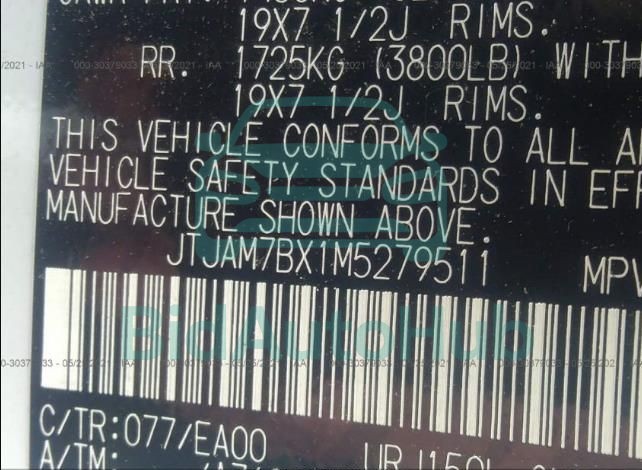 19X7 1/2J RIMS.
RR. 1725KG (3800LB) WITH
19X7 1/2J RIMS.
THIS VEHICLE CONFORMS TO ALL
VEHICLE SAFETY STANDARDS IN
MANUFACTURE SHOWN ABOVE.
JTJAM7BX1M5279511 MPV
BidAutoHub
C/TR:077/EA00
A/TM: